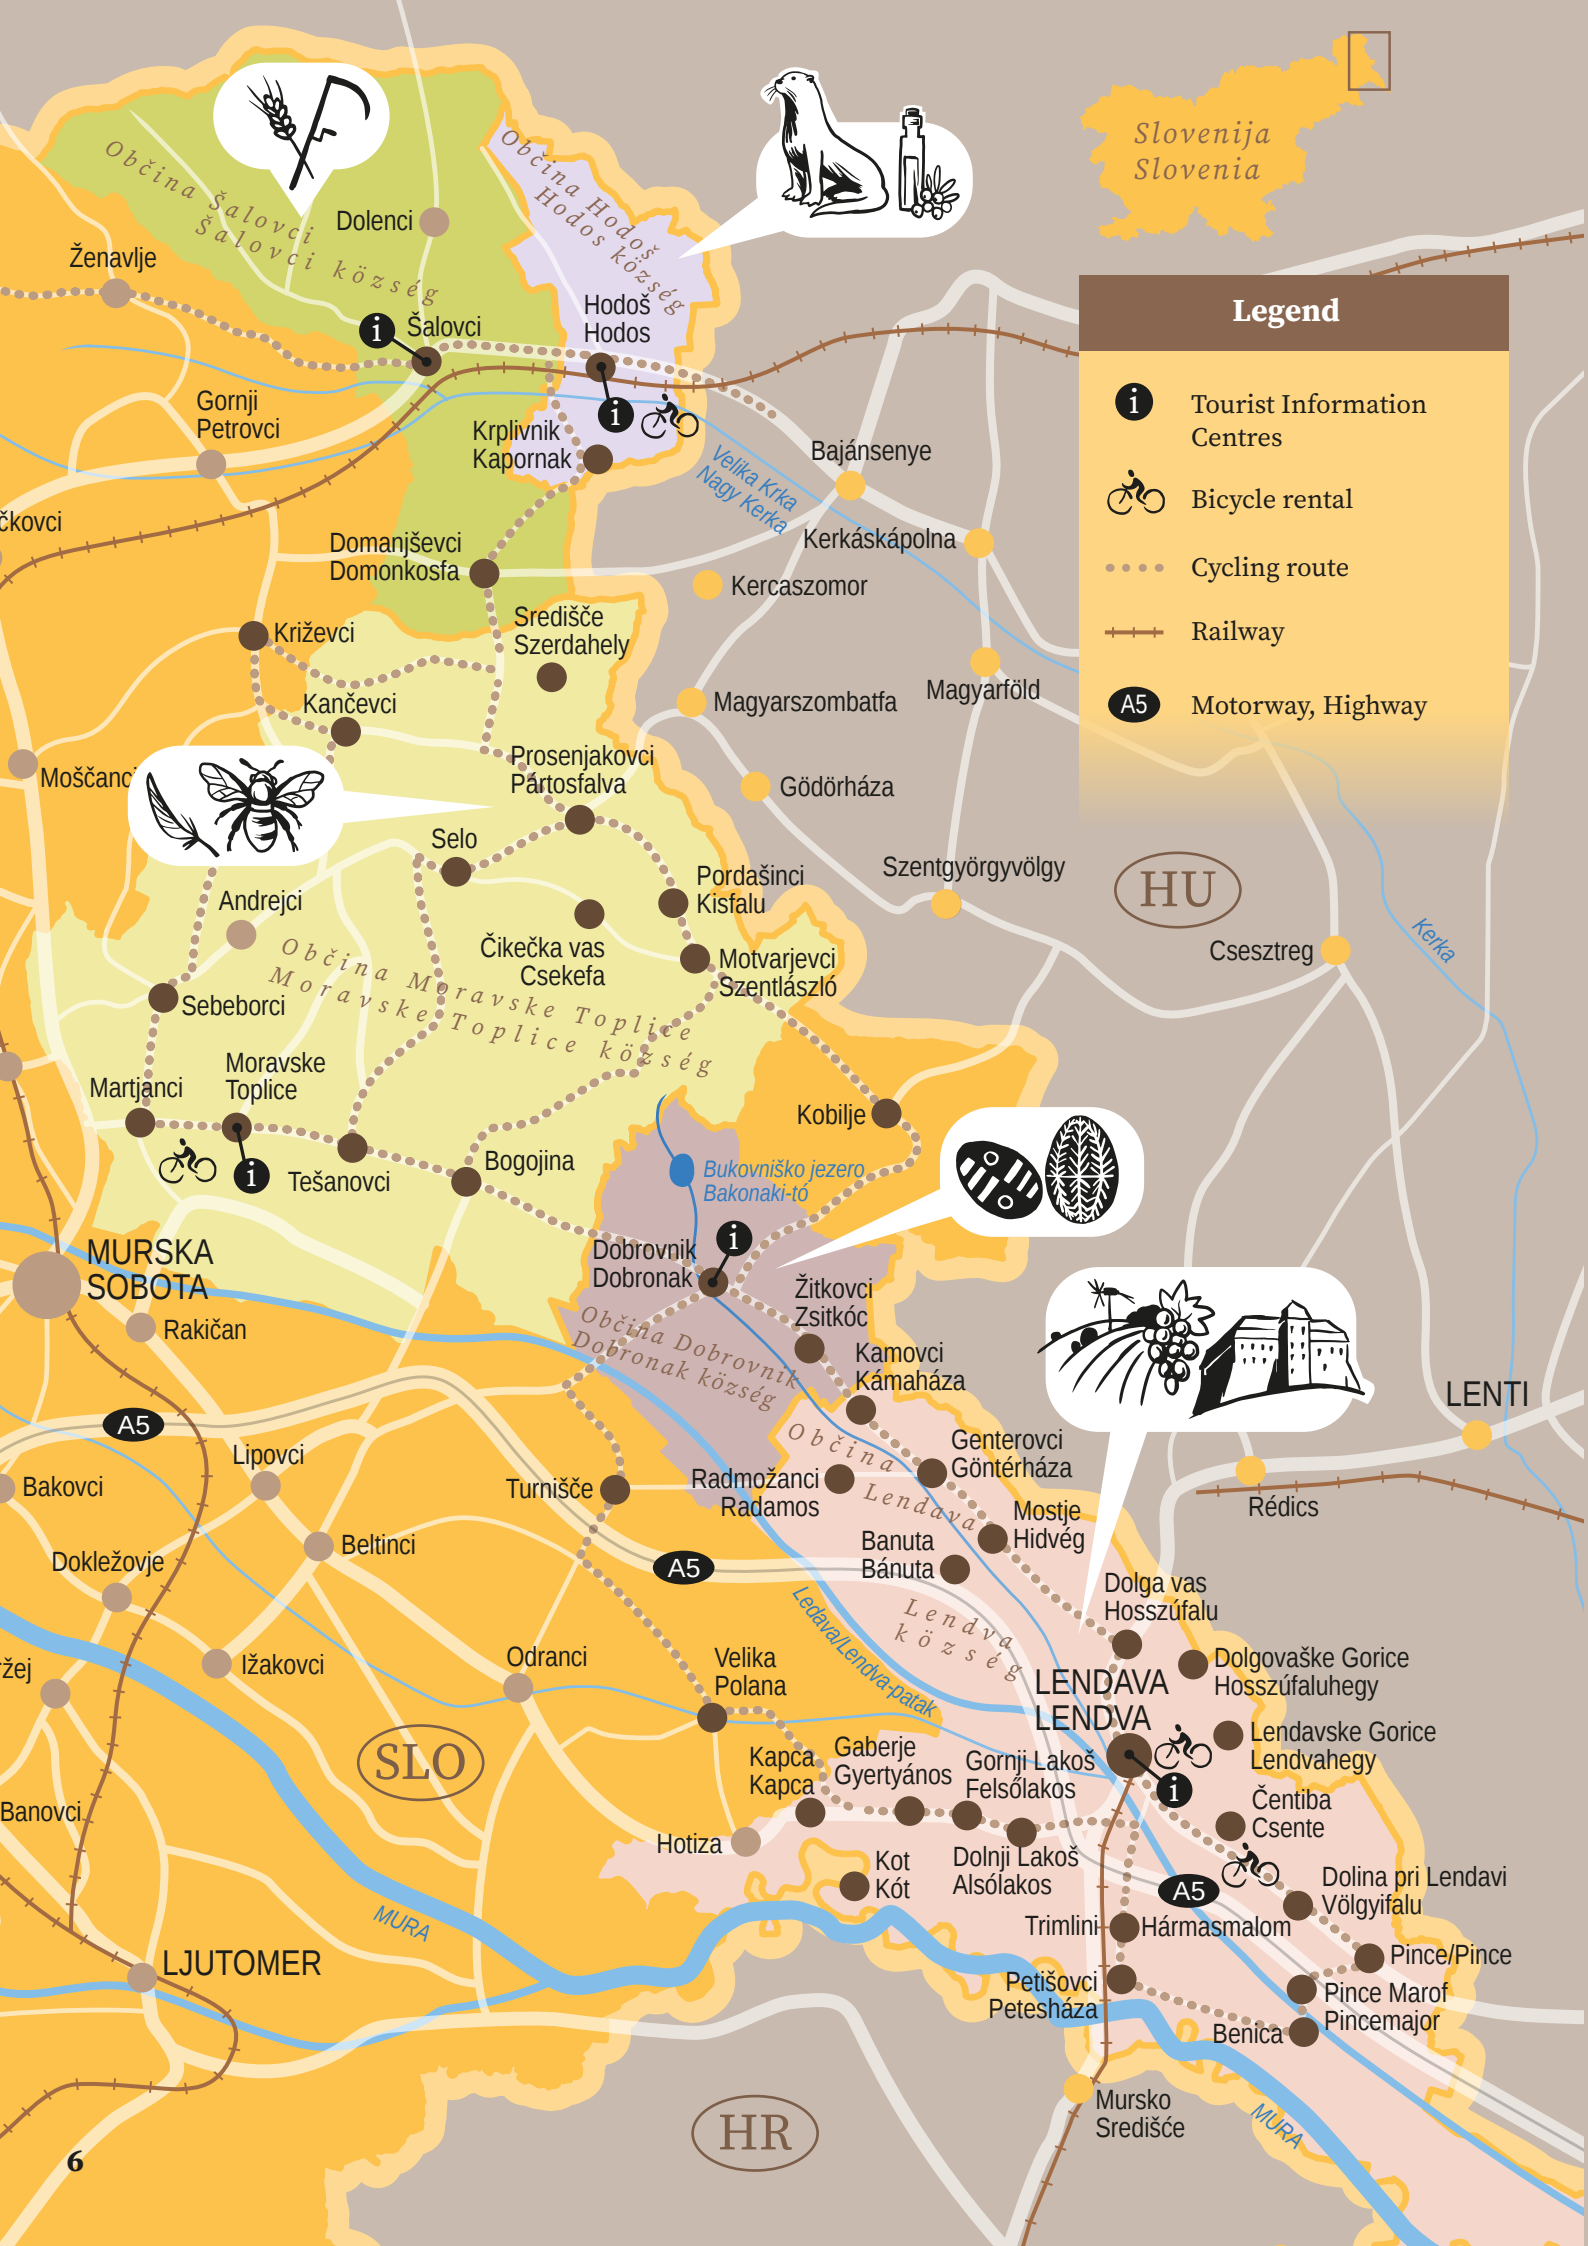 Slovenija
Slovenia
Legend
i
Tourist Information
Centres
Bicycle rental
Cycling route
Railway
A5
Motorway, Highway
Občina Šalovci
Šalovci község
Občina Hodoš
Hodos község
Dolenci
Ženavlje
i
Šalovci
Hodoš
Hodos
i
Gornji
Petrovci
Krplivnik
Kapornak
Velika Krka
Nagy Kerka
Bajánsenye
čkovci
Domanjševci
Domonkosfa
Kerkáskápolna
Kercaszomor
Središče
Szerdahely
Križevci
Kančevci
Magyarszombatfa
Magyarföld
Moščanci
Prosenjakovci
Pártosfalva
Gödörháza
Selo
Pordašinci
Kisfalu
Szentgyörgyvölgy
HU
Andrejci
Čikečka vas
Csekefa
Motvarjevci
Szentlászló
Csesztreg
Kerka
Občina Moravske Toplice
Moravske Toplice község
Sebeborci
Moravske
Toplice
Martjanci
Kobilje
i
Tešanovci
Bogojina
Bukovniško jezero
Bakonaki-tó
i
MURSKA
SOBOTA
Dobrovnik
Dobronak
Žitkovci
Zsitkóc
Rakičan
Občina Dobrovnik
Dobronak község
Kamovci
Kámaháza
LENTI
A5
Občina
Lendava
Genterovci
Göntérháza
Lipovci
Bakovci
Turnišče
Radmožanci
Radamos
Rédics
Mostje
Hidvég
Beltinci
Banuta
Bánuta
Dokležovje
A5
Dolga vas
Hosszúfalu
Ledava/Lendva-patak
Lendva
község
Ižakovci
Odranci
Velika
Polana
Dolgovaške Gorice
Hosszúfaluhegy
ržej
LENDAVA
LENDVA
Lendavske Gorice
Lendvahegy
SLO
Kapca
Kapca
Gaberje
Gyertyános
Gornji Lakoš
Felsőlakos
i
Čentiba
Csente
Banovci
Hotiza
Kot
Kót
Dolnji Lakoš
Alsólakos
A5
Dolina pri Lendavi
Völgyifalu
MURA
Trimlini
Hármasmalom
Pince/Pince
LJUTOMER
Petišovci
Petesháza
Pince Marof
Pincemajor
Benica
Mursko
Središće
MURA
HR
6